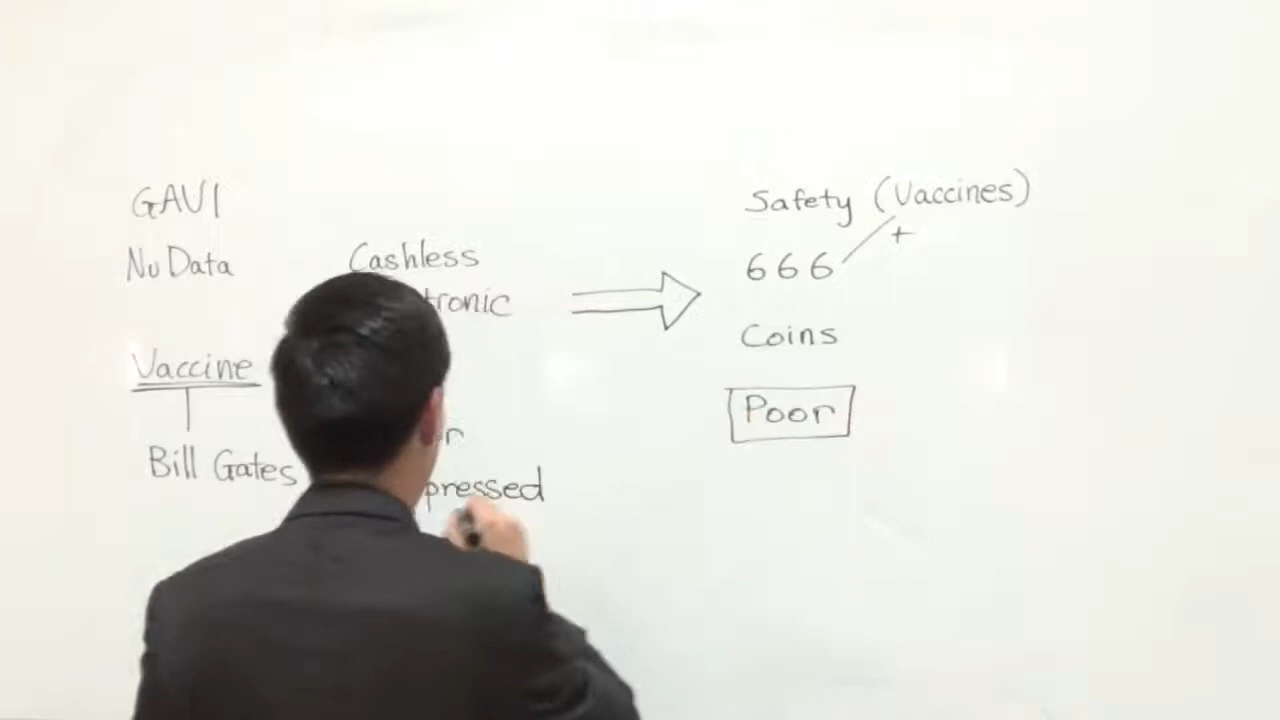 GAVI
Nu Data
Vaccine
Bill Gates
Cashless
tronic
r
pressed
Safety (Vaccines)
+
666
Coins
Poor